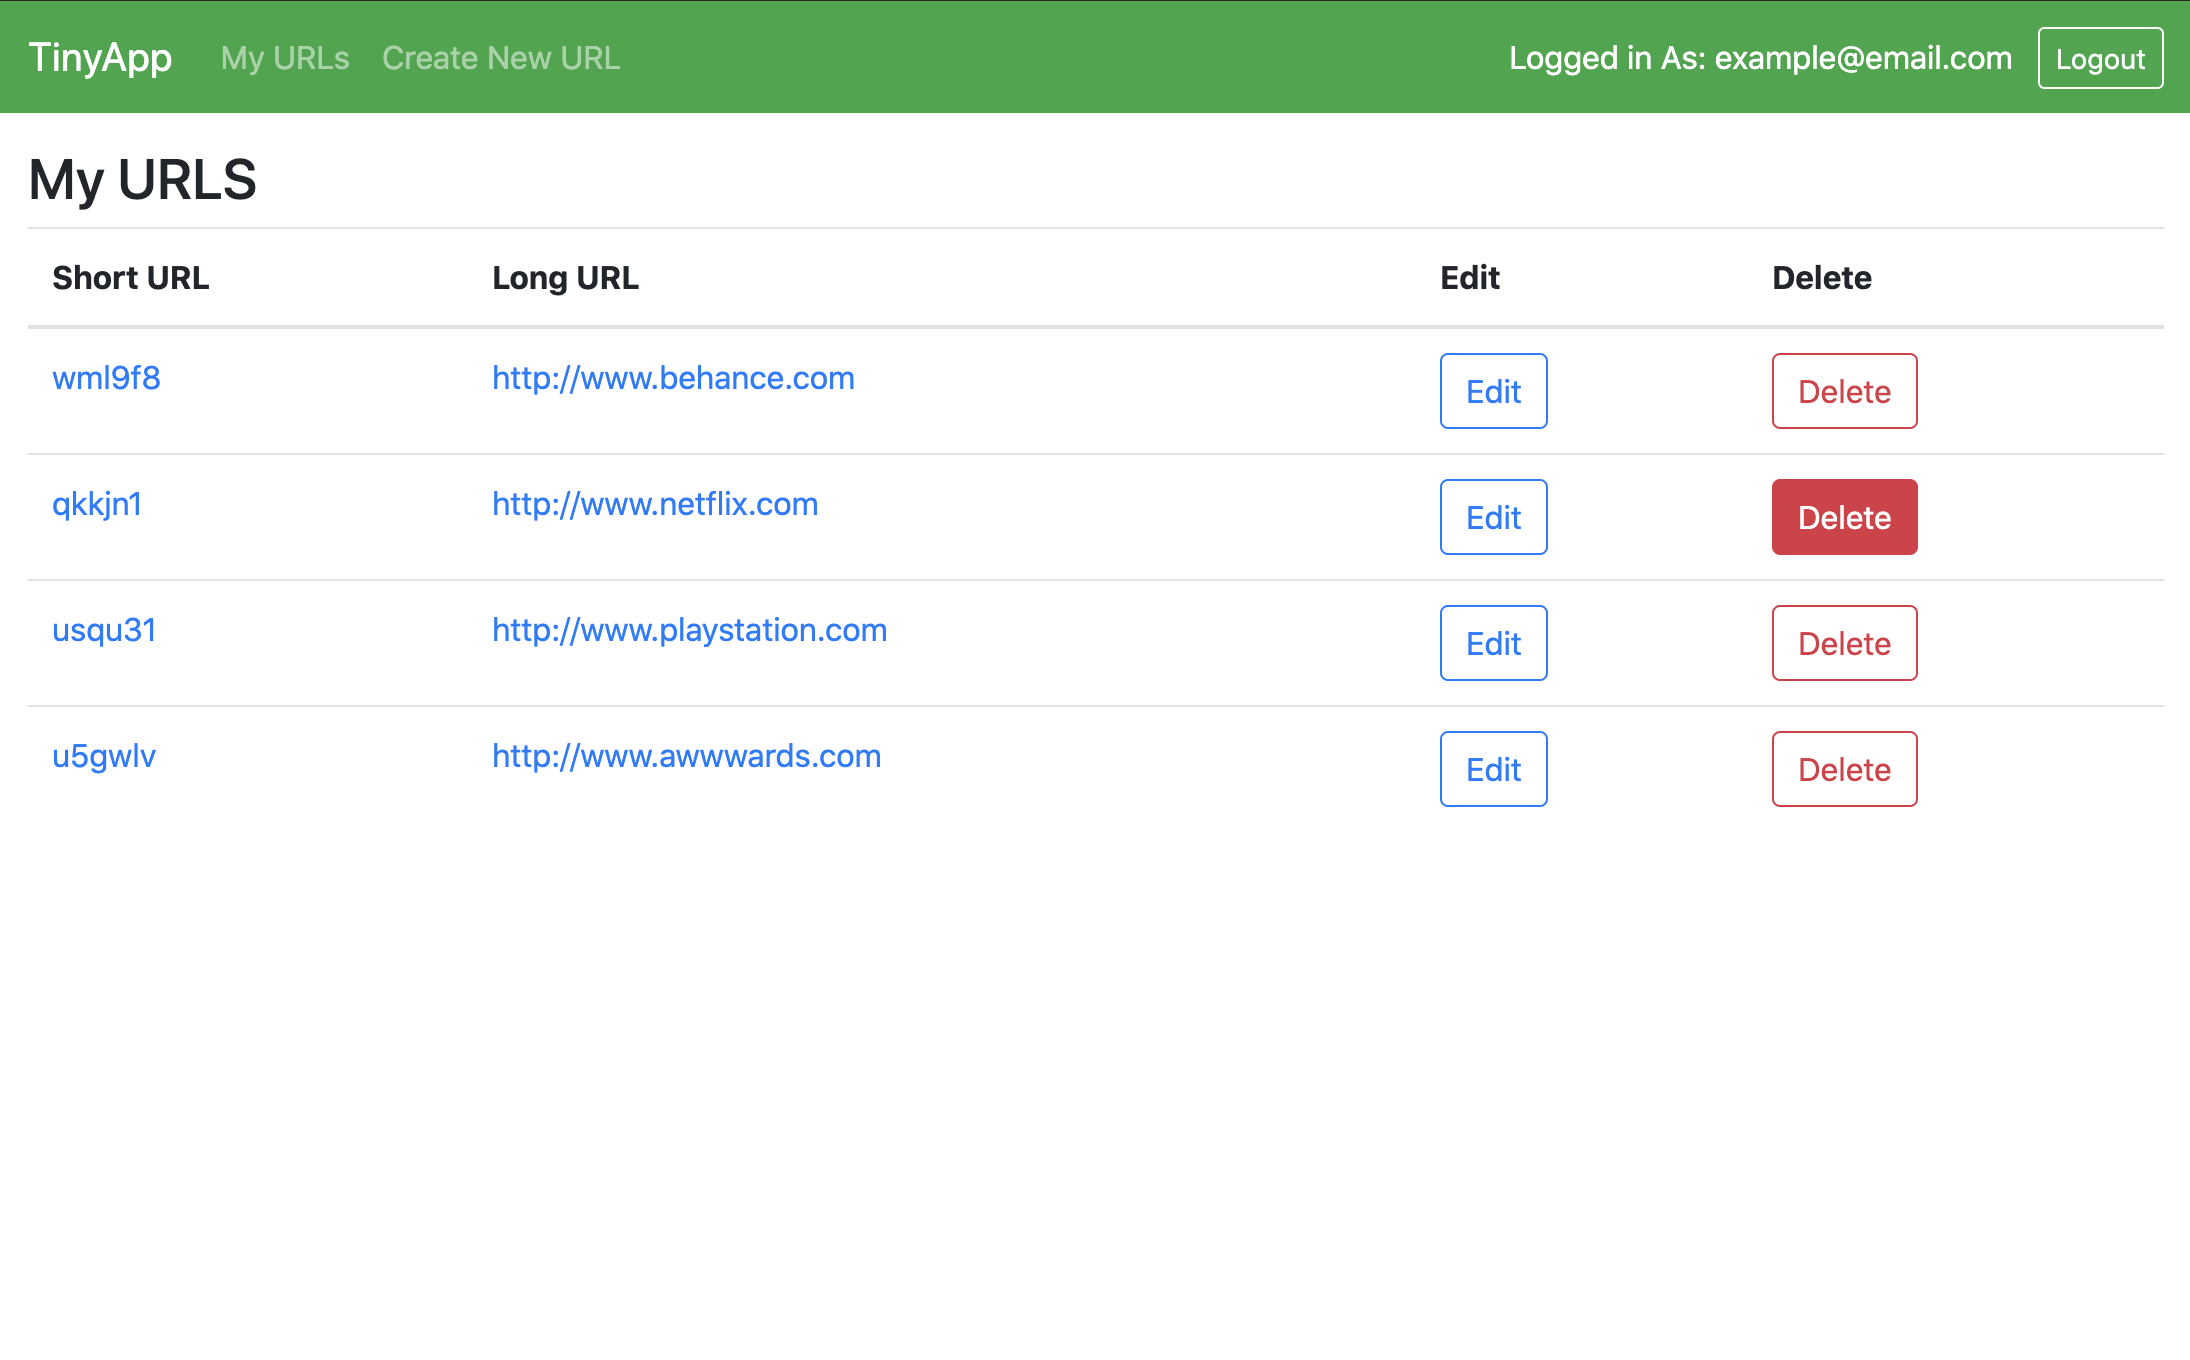 TinyApp My URLs Create New URL Logged in As: example@email.com Logout
My URLS
Short URL Long URL Edit Delete
wml9f8 http://www.behance.com Edit Delete
qkkjn1 http://www.netflix.com Edit Delete
usqu31 http://www.playstation.com Edit Delete
u5gwlv http://www.awwwards.com Edit Delete